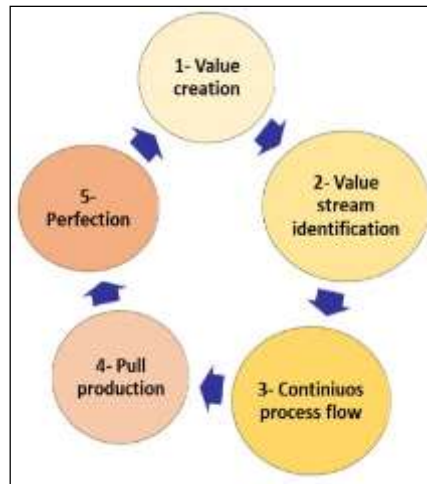 1- Value
creation
2- Value
stream
identification
3- Continiuos
process flow
4- Pull
production
5-
Perfection